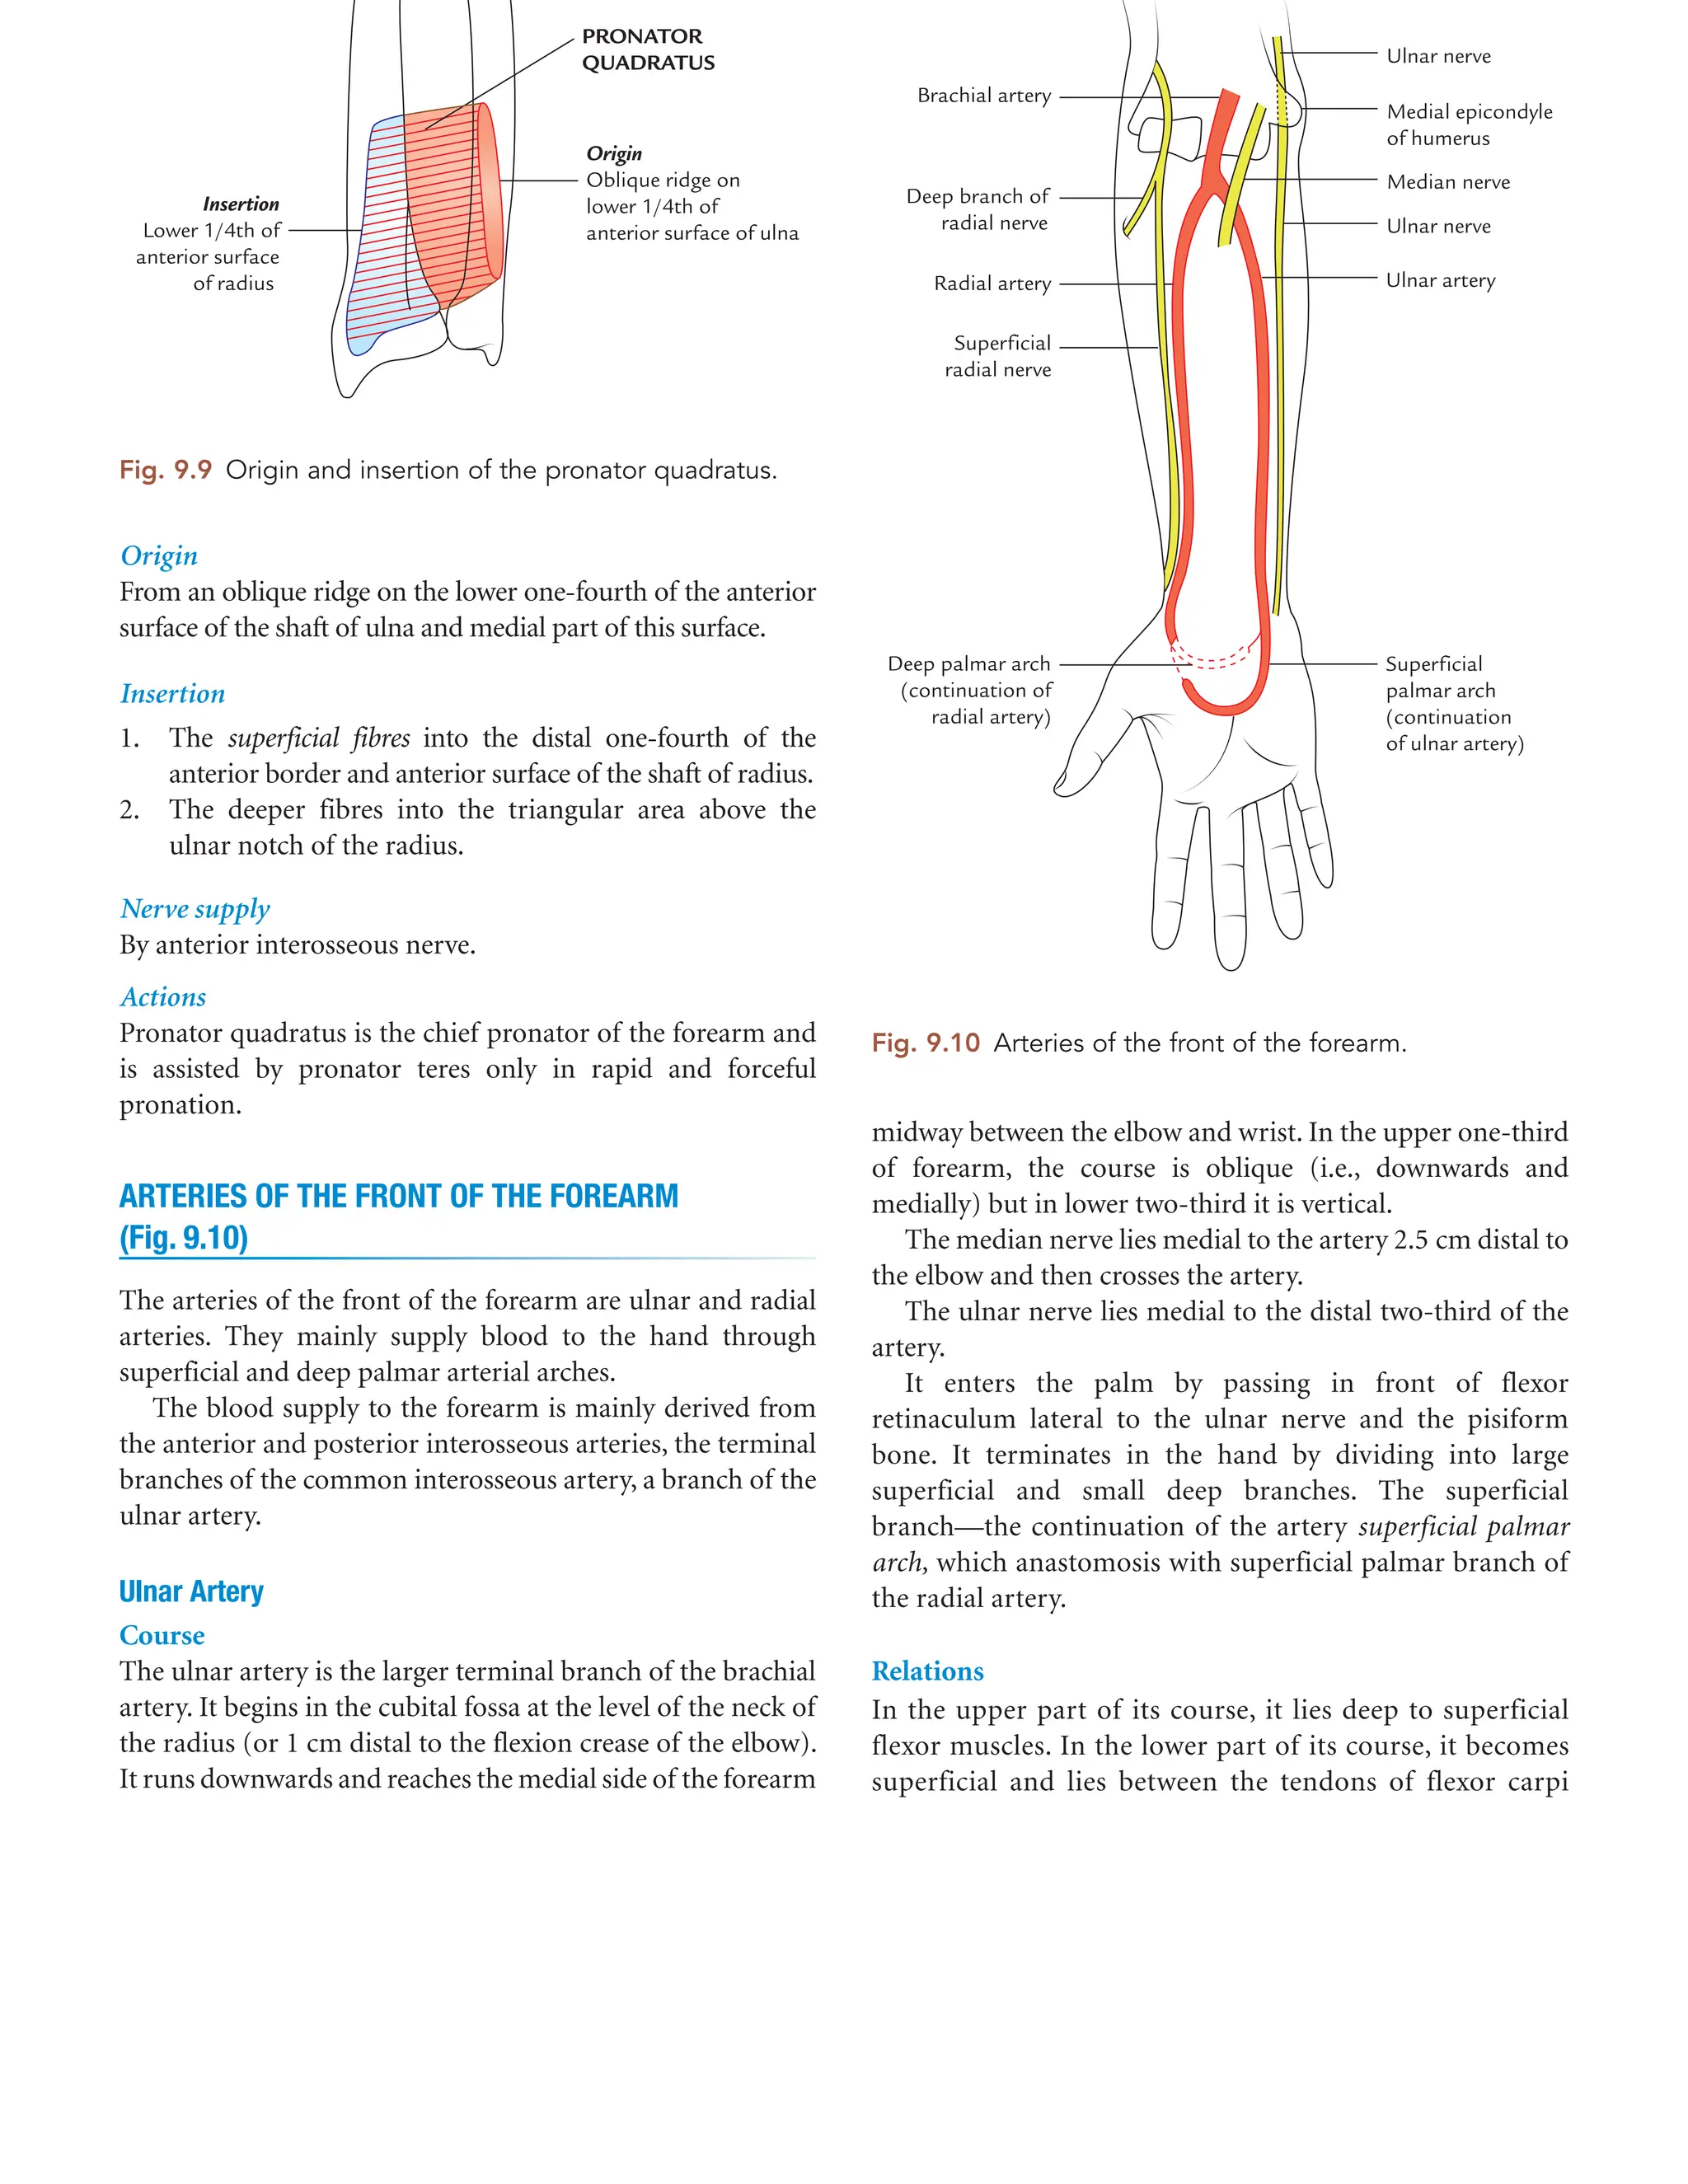 PRONATOR
QUADRATUS
Origin
Oblique ridge on
lower 1/4th of
anterior surface of ulna
Insertion
Lower 1/4th of
anterior surface
of radius
Fig. 9.9 Origin and insertion of the pronator quadratus.
Origin
From an oblique ridge on the lower one-fourth of the anterior
surface of the shaft of ulna and medial part of this surface.
Insertion
1. The superficial fibres into the distal one-fourth of the
anterior border and anterior surface of the shaft of radius.
2. The deeper fibres into the triangular area above the
ulnar notch of the radius.
Nerve supply
By anterior interosseous nerve.
Actions
Pronator quadratus is the chief pronator of the forearm and
is assisted by pronator teres only in rapid and forceful
pronation.
ARTERIES OF THE FRONT OF THE FOREARM
(Fig. 9.10)
The arteries of the front of the forearm are ulnar and radial
arteries. They mainly supply blood to the hand through
superficial and deep palmar arterial arches.
The blood supply to the forearm is mainly derived from
the anterior and posterior interosseous arteries, the terminal
branches of the common interosseous artery, a branch of the
ulnar artery.
Ulnar Artery
Course
The ulnar artery is the larger terminal branch of the brachial
artery. It begins in the cubital fossa at the level of the neck of
the radius (or 1 cm distal to the flexion crease of the elbow).
It runs downwards and reaches the medial side of the forearm
Brachial artery
Deep branch of
radial nerve
Radial artery
Superficial
radial nerve
Deep palmar arch
(continuation of
radial artery)
Ulnar nerve
Medial epicondyle
of humerus
Median nerve
Ulnar nerve
Ulnar artery
Superficial
palmar arch
(continuation
of ulnar artery)
Fig. 9.10 Arteries of the front of the forearm.
midway between the elbow and wrist. In the upper one-third
of forearm, the course is oblique (i.e., downwards and
medially) but in lower two-third it is vertical.
The median nerve lies medial to the artery 2.5 cm distal to
the elbow and then crosses the artery.
The ulnar nerve lies medial to the distal two-third of the
artery.
It enters the palm by passing in front of flexor
retinaculum lateral to the ulnar nerve and the pisiform
bone. It terminates in the hand by dividing into large
superficial and small deep branches. The superficial
branch—the continuation of the artery superficial palmar
arch, which anastomosis with superficial palmar branch of
the radial artery.
Relations
In the upper part of its course, it lies deep to superficial
flexor muscles. In the lower part of its course, it becomes
superficial and lies between the tendons of flexor carpi